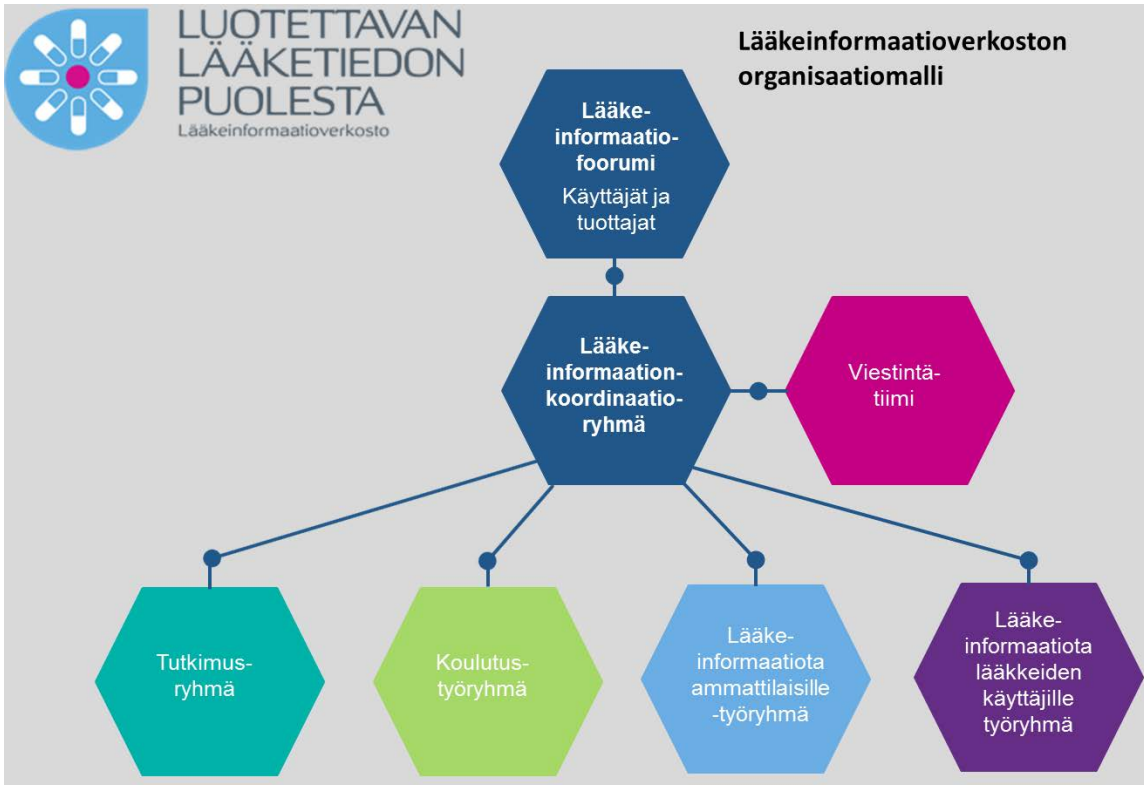 LUOTETTAVAN
LÄÄKETIEDON
PUOLESTA
Lääkeinformaatioverkosto
Lääkeinformaatioverkoston
organisaatiomalli
Lääke-
informaatio-
foorumi
Käyttäjät ja
tuottajat
Lääke-
informaation-
koordinaatio-
ryhmä
Viestintä-
tiimi
Tutkimus-
ryhmä
Koulutus-
työryhmä
Lääke-
informaatiota
ammattilaisille
-työryhmä
Lääke-
informaatiota
lääkkeiden
käyttäjille
työryhmä